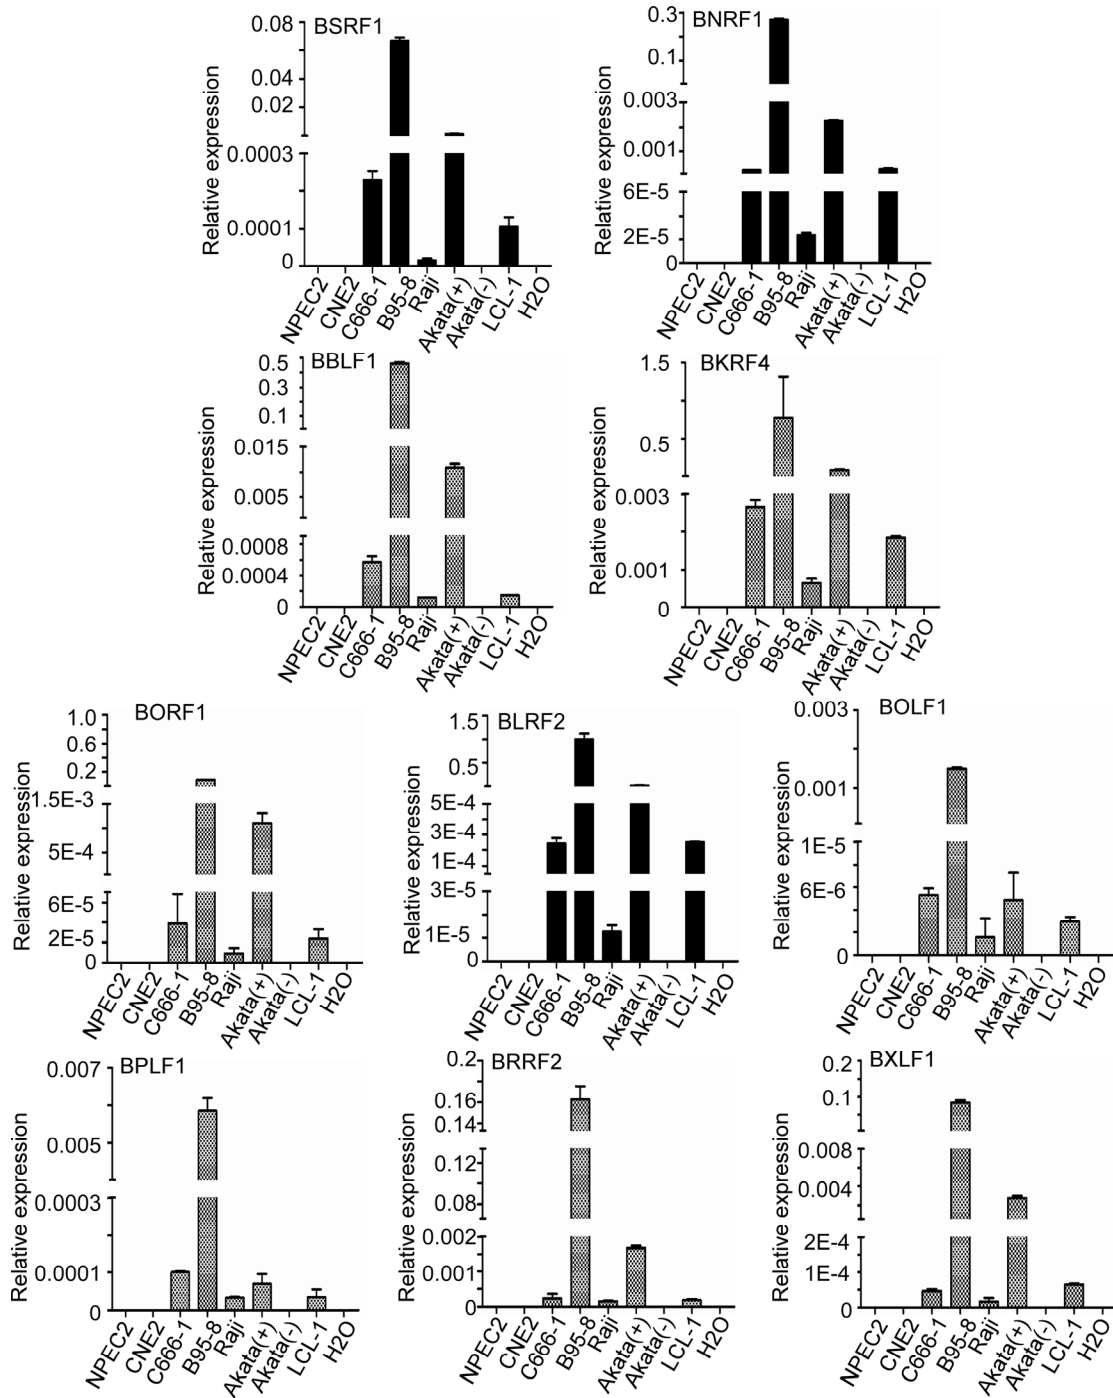 BSRF1
Relative expression
0.08
0.06
0.04
0.02
0.0003
0.0001
0
NPEC2
CNE2
C666-1
B95-8
Raji
Akata(+)
Akata(-)
LCL-1
H2O
BNRF1
Relative expression
0.3
0.1
0.003
0.001
6E-5
2E-5
0
NPEC2
CNE2
C666-1
B95-8
Raji
Akata(+)
Akata(-)
LCL-1
H2O
BBLF1
Relative expression
0.5
0.3
0.1
0.015
0.005
0.0008
0.0004
0
NPEC2
CNE2
C666-1
B95-8
Raji
Akata(+)
Akata(-)
LCL-1
H2O
BKRF4
Relative expression
1.5
0.5
0.003
0.001
0
NPEC2
CNE2
C666-1
B95-8
Raji
Akata(+)
Akata(-)
LCL-1
H2O
BORF1
Relative expression
1.0
0.8
0.6
0.2
1.5E-3
5E-4
6E-5
2E-5
0
NPEC2
CNE2
C666-1
B95-8
Raji
Akata(+)
Akata(-)
LCL-1
H2O
BLRF2
Relative expression
1.5
0.5
5E-4
3E-4
1E-4
3E-5
1E-5
0
NPEC2
CNE2
C666-1
B95-8
Raji
Akata(+)
Akata(-)
LCL-1
H2O
BOLF1
Relative expression
0.003
0.001
1E-5
6E-6
0
NPEC2
CNE2
C666-1
B95-8
Raji
Akata(+)
Akata(-)
LCL-1
H2O
BPLF1
Relative expression
0.007
0.005
0.0003
0.0001
0
NPEC2
CNE2
C666-1
B95-8
Raji
Akata(+)
Akata(-)
LCL-1
H2O
BRRF2
Relative expression
0.2
0.16
0.14
0.12
0.08
0.002
0.001
0
NPEC2
CNE2
C666-1
B95-8
Raji
Akata(+)
Akata(-)
LCL-1
H2O
BXLF1
Relative expression
0.2
0.1
0.008
0.004
2E-4
1E-4
0
NPEC2
CNE2
C666-1
B95-8
Raji
Akata(+)
Akata(-)
LCL-1
H2O